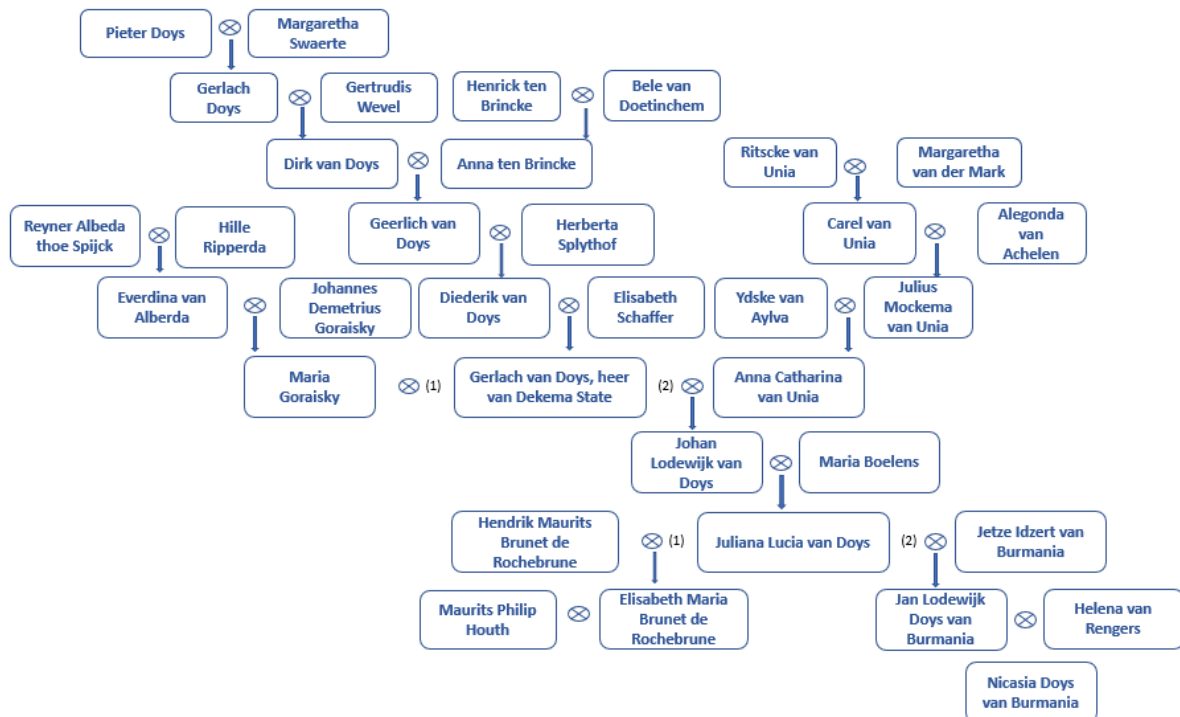 Pieter Doys
Margaretha
Swaerte
Gerlach
Doys
Gertrudis
Wevel
Henrick ten
Brincke
Bele van
Doetinchem
Dirk van Doys
Anna ten Brincke
Ritscke van
Unia
Margaretha
van der Mark
Reyner Albeda
thoe Spijck
Hille
Ripperda
Geerlich van
Doys
Herberta
Splythof
Carel van
Unia
Alegonda
van
Achelen
Everdina van
Alberda
Johannes
Demetrius
Goraisky
Diederik van
Doys
Elisabeth
Schaffer
Ydske van
Aylva
Julius
Mockema
van Unia
Maria
Goraisky
(1)
Gerlach van Doys, heer
van Dekema State
(2)
Anna Catharina
van Unia
Johan
Lodewijk van
Doys
Maria Boelens
Hendrik Maurits
Brunet de
Rochebrune
(1)
Juliana Lucia van Doys
(2)
Jetze Idzert van
Burmania
Maurits Philip
Houth
Elisabeth Maria
Brunet de
Rochebrune
Jan Lodewijk
Doys van
Burmania
Helena van
Rengers
Nicasia Doys
van Burmania